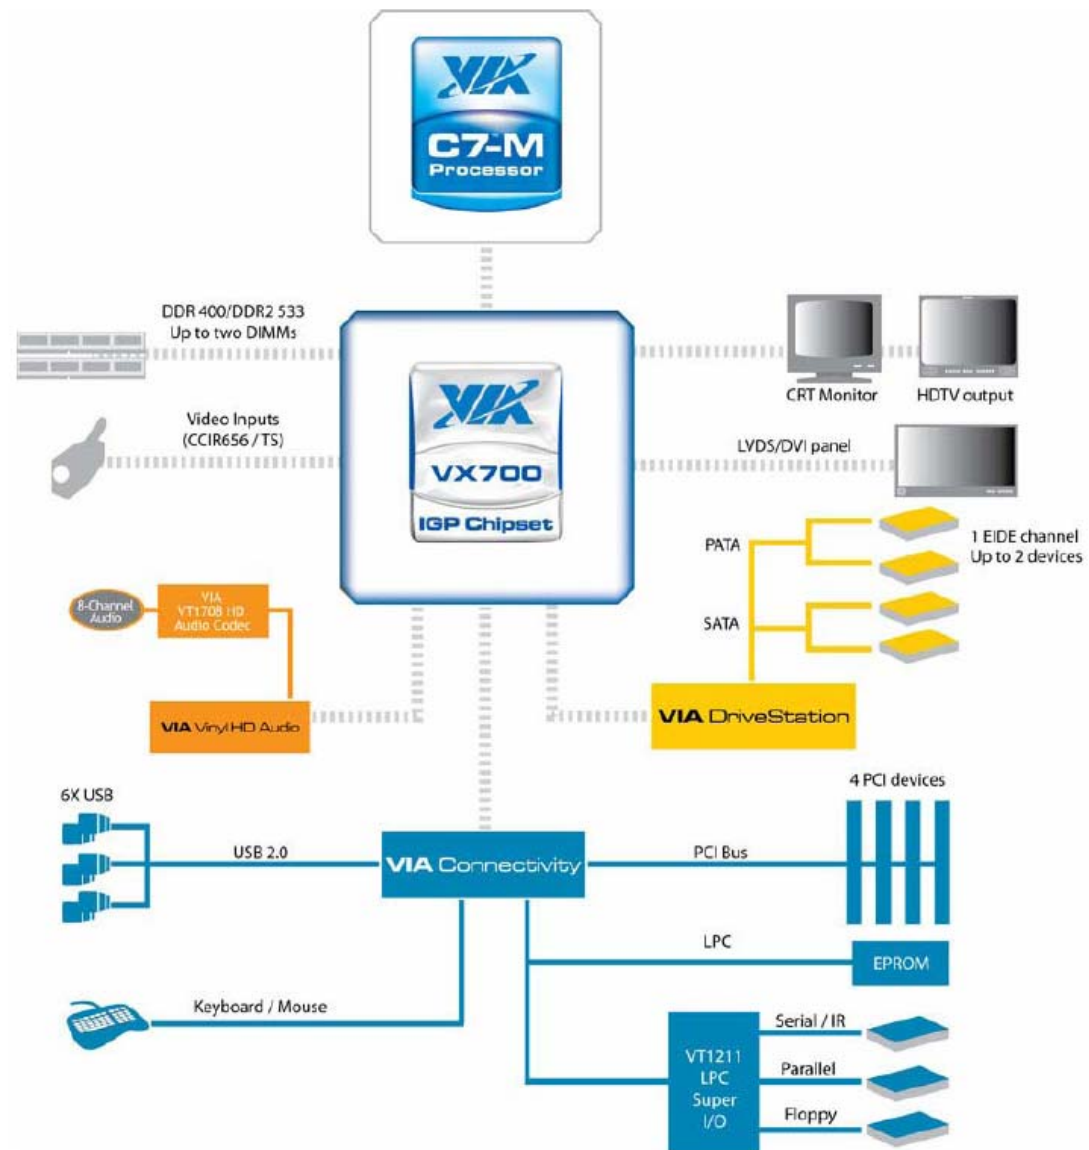 VIA
C7-M
Processor
DDR 400/DDR2 533
Up to two DIMMs
CRT Monitor
HDTV output
Video Inputs
(CCIR656 / TS)
VIA
VX700
IGP Chipset
LVDS/DVI panel
PATA
1 EIDE channel
Up to 2 devices
SATA
8-Channel
Audio
VIA
VT1708 HD
Audio Codec
VIA Vinyl HD Audio
VIA DriveStation
6X USB
4 PCI devices
USB 2.0
VIA Connectivity
PCI Bus
LPC
EPROM
Keyboard / Mouse
VT1211
LPC
Super
I/O
Serial / IR
Parallel
Floppy